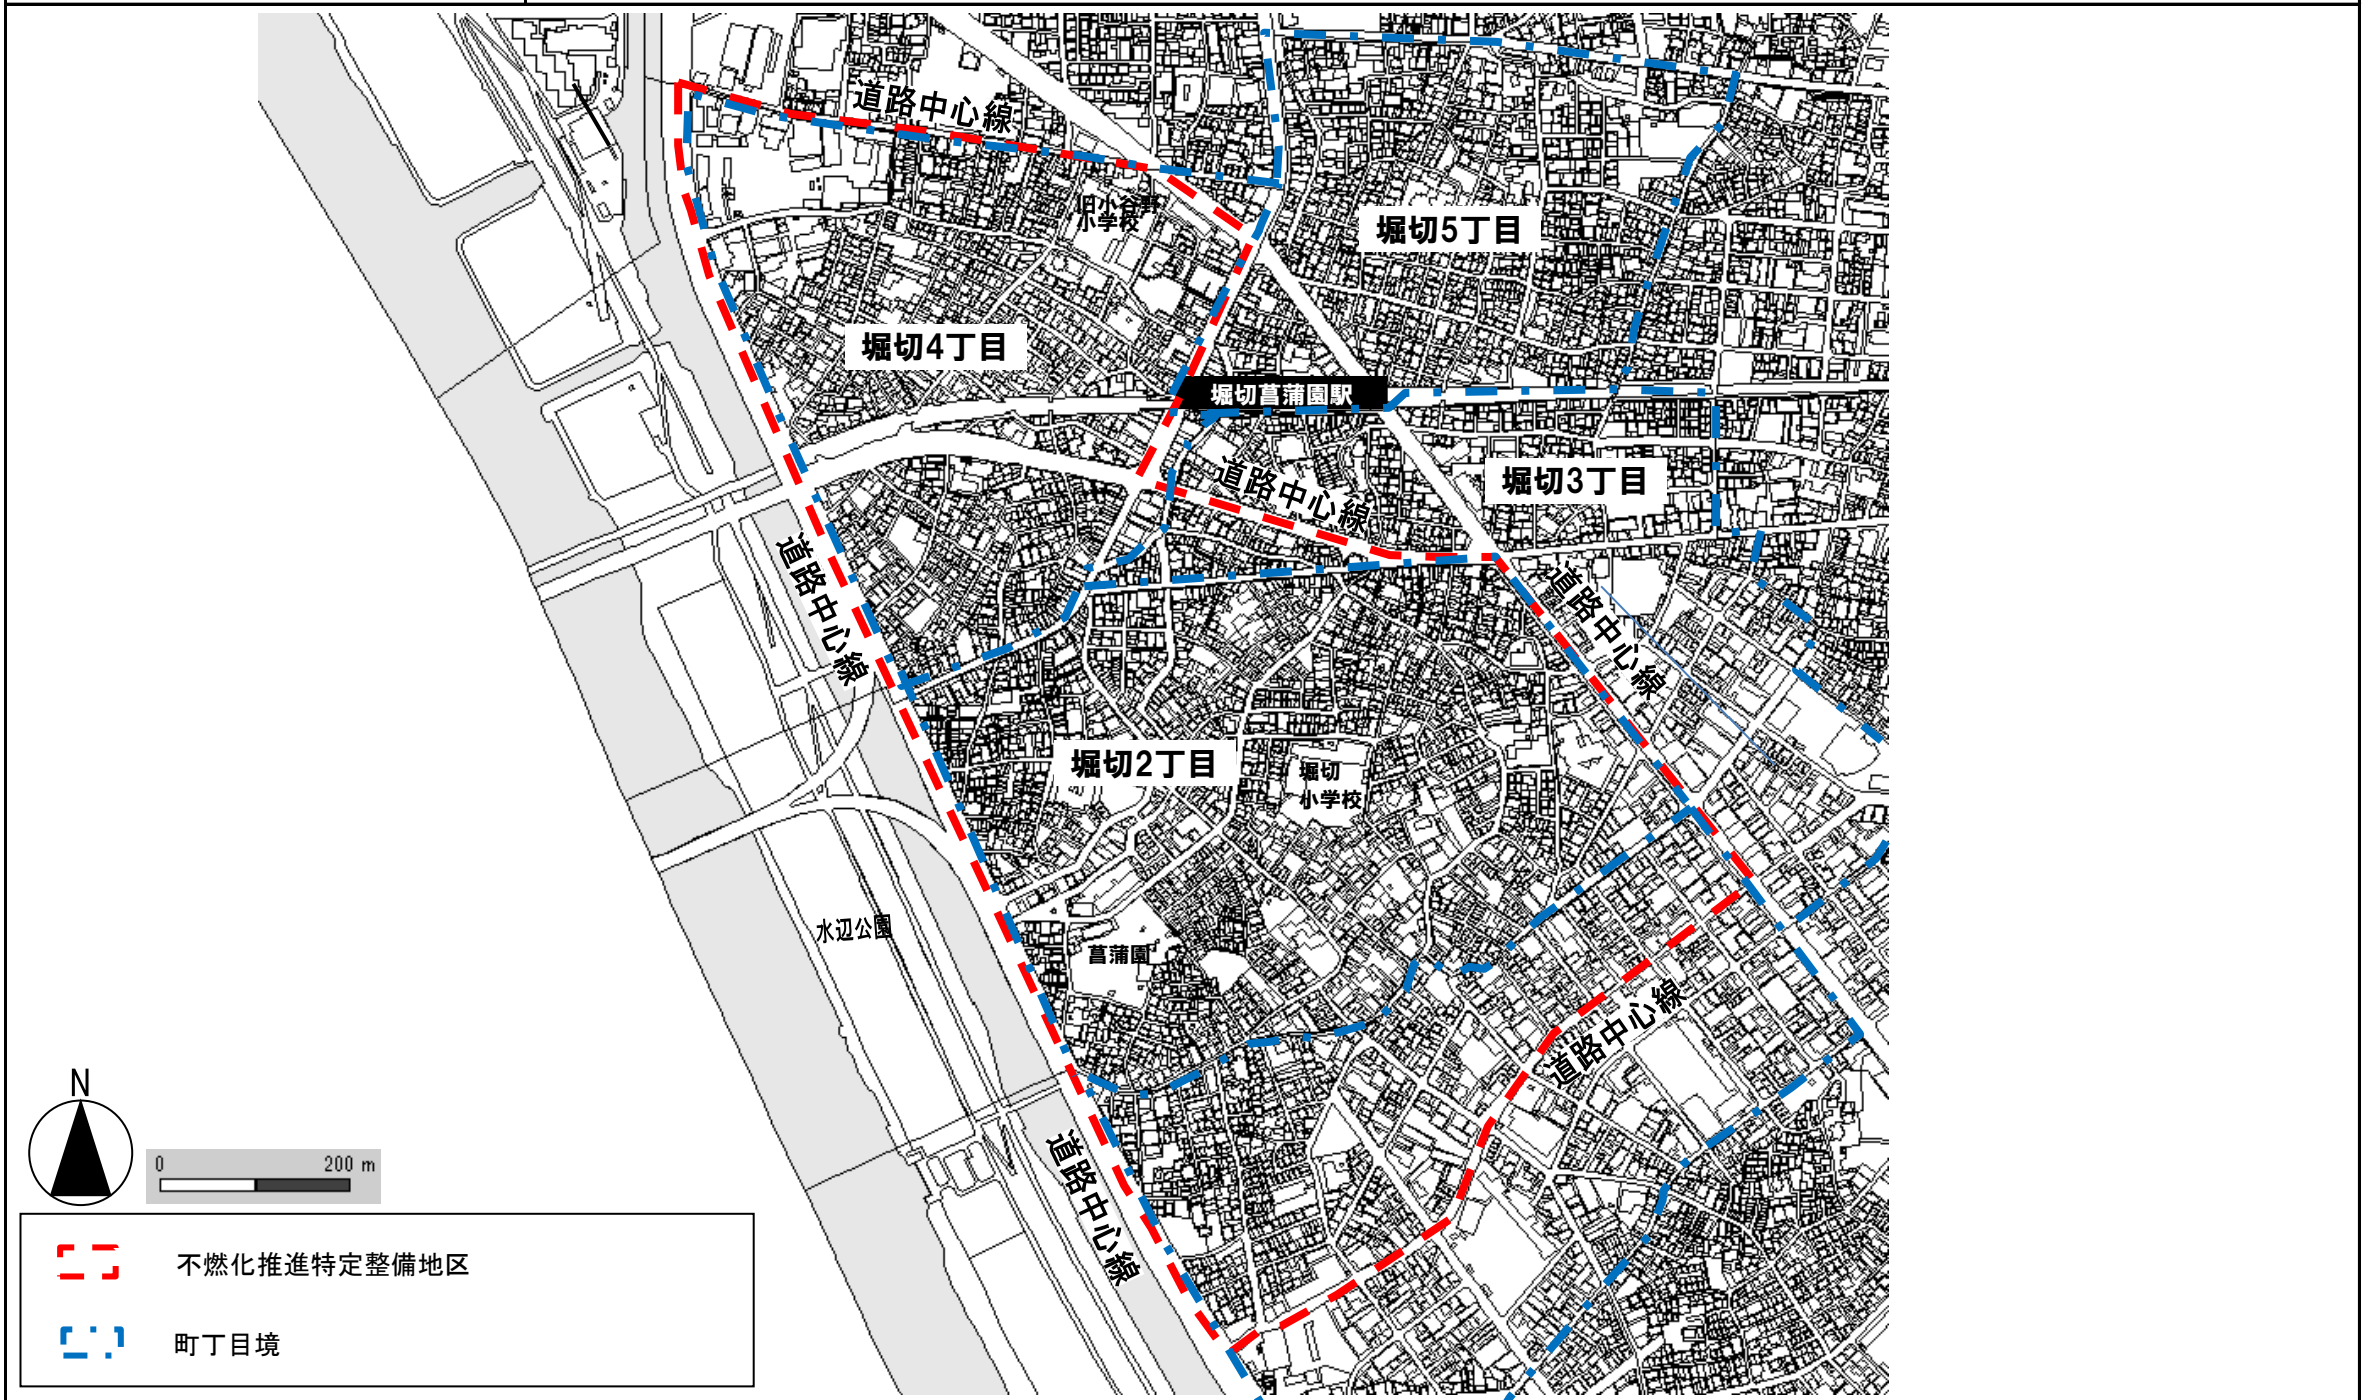 道路中心線
旧小谷野
小学校
堀切5丁目
堀切4丁目
堀切菖蒲園駅
道路中心線
堀切3丁目
道路中心線
道路中心線
堀切2丁目
堀切
小学校
水辺公園
菖蒲園
道路中心線
道路中心線
N
0 200 m
不燃化推進特定整備地区
町丁目境